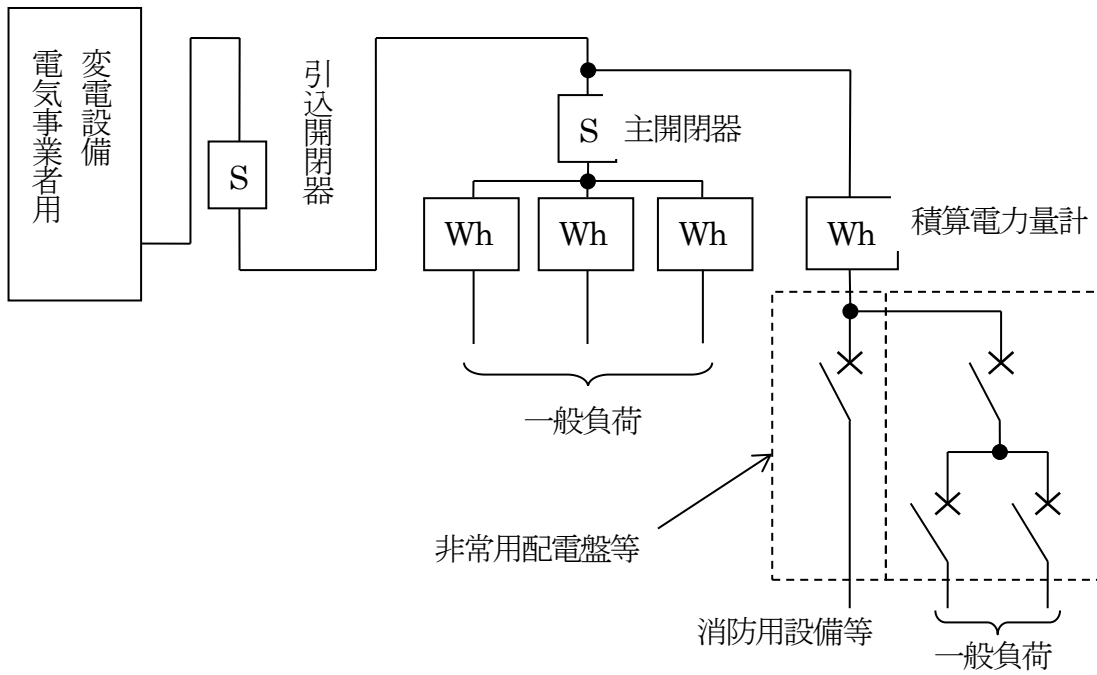 電気事業者用
変電設備
S
引込開閉器
S
主開閉器
Wh
Wh
Wh
Wh
積算電力量計
一般負荷
非常用配電盤等
消防用設備等
一般負荷